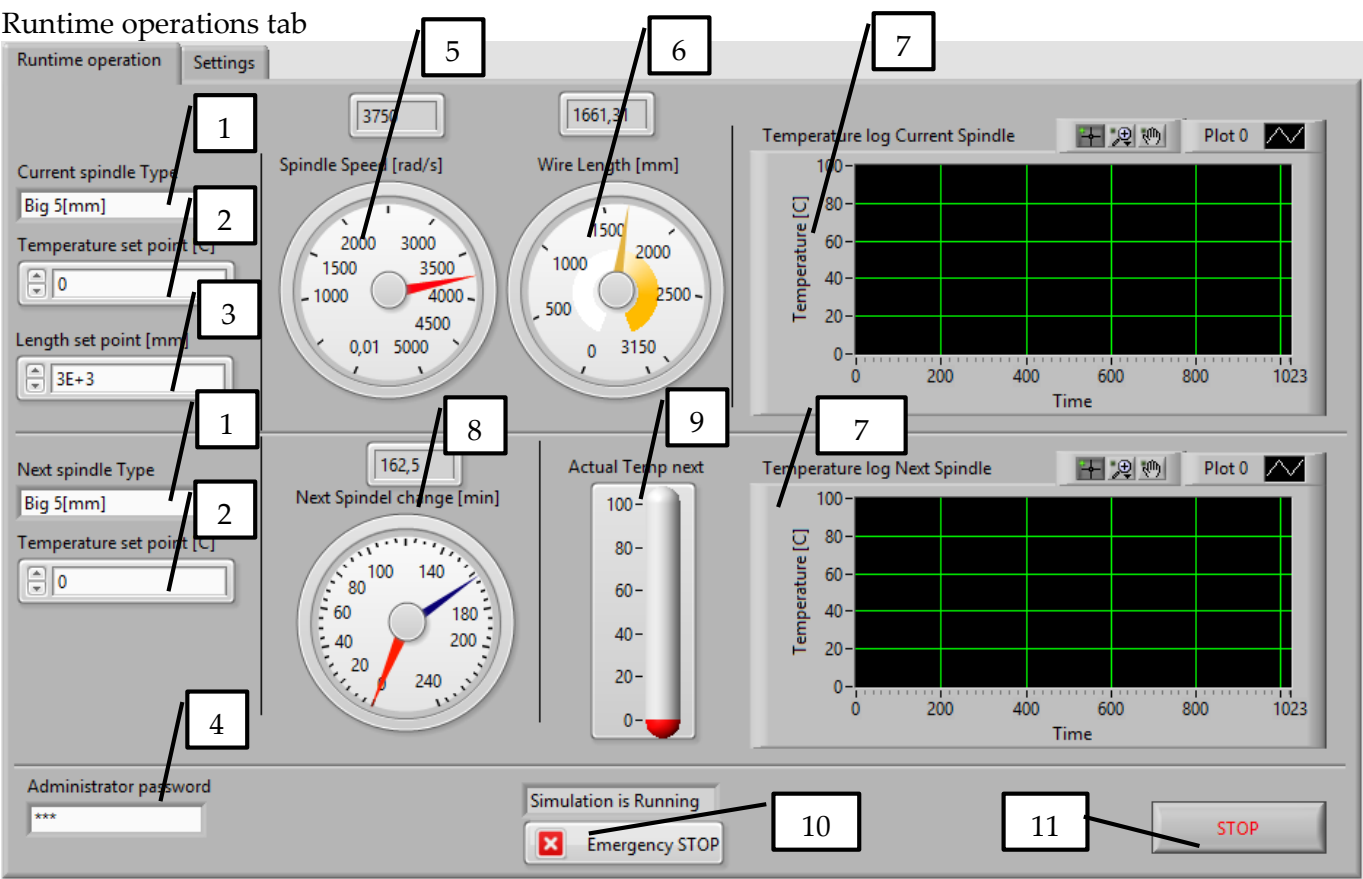 Runtime operations tab
Runtime operation
Settings
5
6
7
1
3750
1661,31
Current spindle Type
Spindle Speed [rad/s]
Wire Length [mm]
Temperature log Current Spindle
Plot 0
Big 5[mm]
2
Temperature set point [C]
0
3
Length set point [mm]
3E+3
0,01
1000
1500
2000
3000
3500
4000
4500
5000
0
500
1000
1500
2000
2500
3150
Temperature [C]
100
80
60
40
20
0
0
200
400
600
800
1023
Time
1
8
9
7
Next spindle Type
162,5
Next Spindel change [min]
Actual Temp next
Temperature log Next Spindle
Plot 0
Big 5[mm]
2
Temperature set point [C]
0
0
20
40
60
80
100
140
180
200
240
100
80
60
40
20
0
Temperature [C]
100
80
60
40
20
0
0
200
400
600
800
1023
Time
4
Administrator password
***
Simulation is Running
Emergency STOP
10
11
STOP